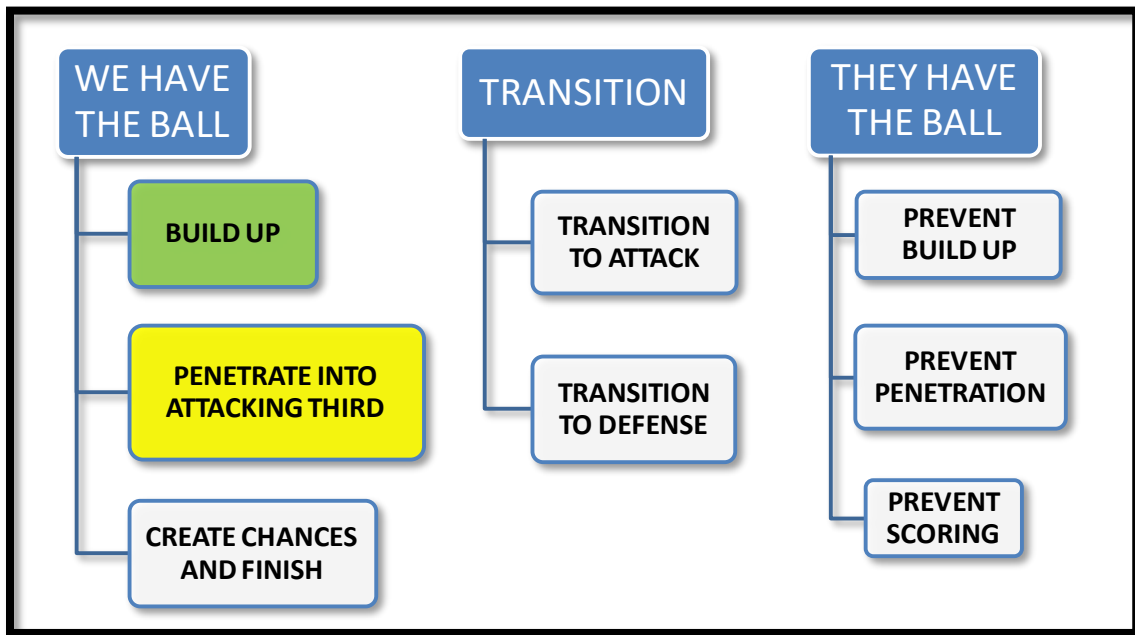 WE HAVE
THE BALL
BUILD UP
PENETRATE INTO
ATTACKING THIRD
CREATE CHANCES
AND FINISH
TRANSITION
TRANSITION
TO ATTACK
TRANSITION
TO DEFENSE
THEY HAVE
THE BALL
PREVENT
BUILD UP
PREVENT
PENETRATION
PREVENT
SCORING